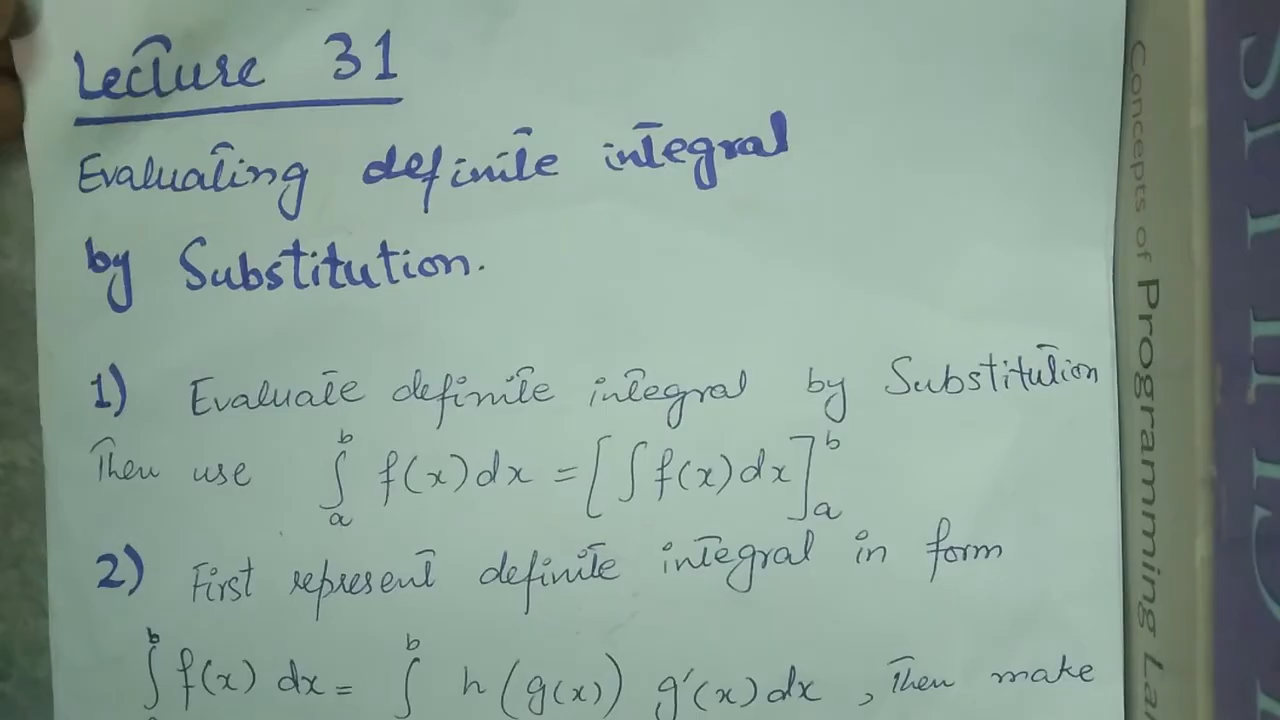 Lecture 31
Evaluating definite integral
by Substitution.
1) Evaluate definite integral by Substitution
Then use ∫_a^b f(x)dx = [∫f(x)dx]_a^b
2) First represent definite integral in form
∫^b f(x) dx = ∫^b h(g(x)) g'(x)dx, Then make
Concepts of Programming Lan